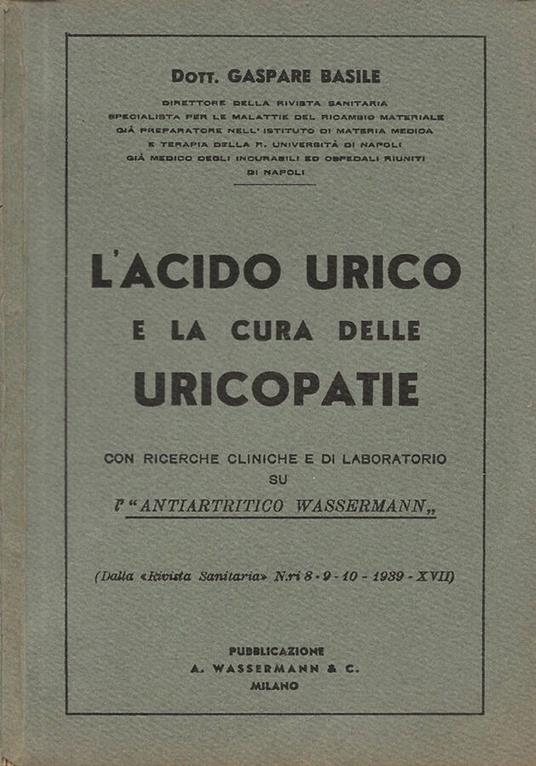 Dott. GASPARE BASILE
DIRETTORE DELLA RIVISTA SANITARIA
SPECIALISTA PER LE MALATTIE DEL RICAMBIO MATERIALE
GIÀ PREPARATORE NELL'ISTITUTO DI MATERIA MEDICA
E TERAPIA DELLA R. UNIVERSITÀ DI NAPOLI
GIÀ MEDICO DEGLI INCURABILI ED OSPEDALI RIUNITI
DI NAPOLI
L'ACIDO URICO
E LA CURA DELLE
URICOPATIE
CON RICERCHE CLINICHE E DI LABORATORIO
SU
l' “ANTIARTRITICO WASSERMANN„
(Dalla «Rivista Sanitaria» N.ri 8 - 9 - 10 - 1939 - XVII)
PUBBLICAZIONE
A. WASSERMANN & C.
MILANO